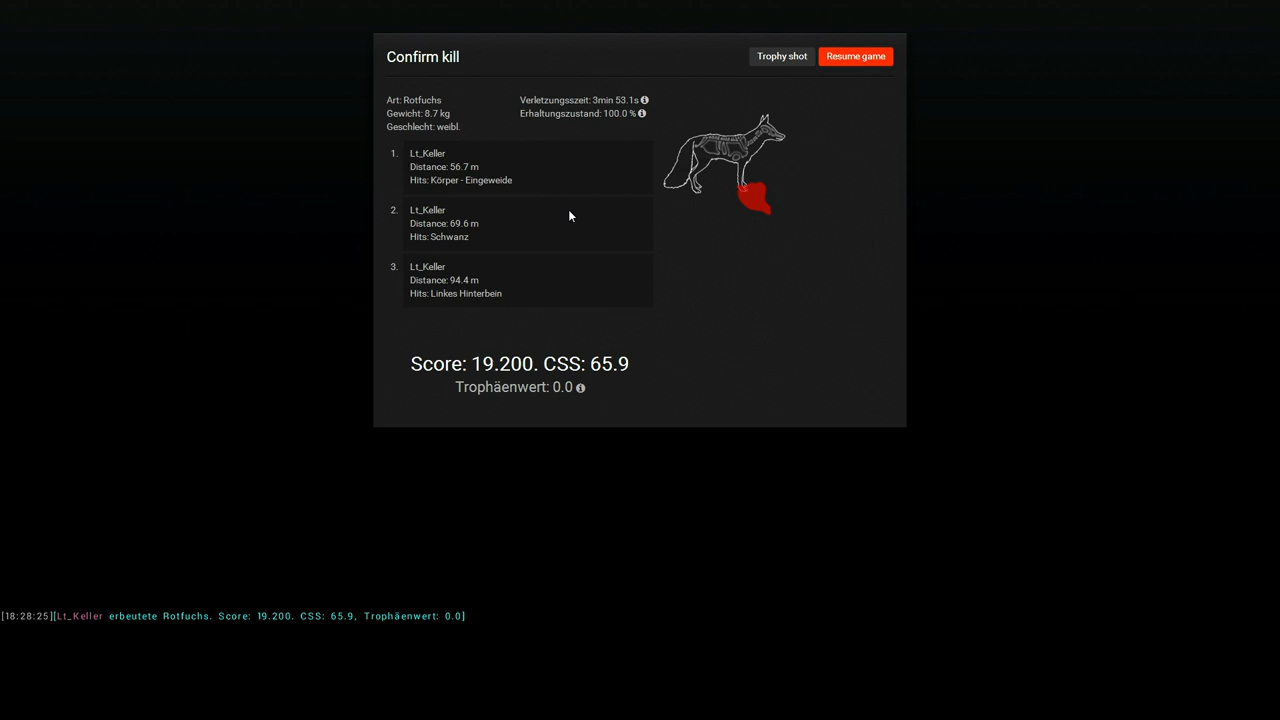 Confirm kill
Trophy shot
Resume game
Art: Rotfuchs
Verletzungsszeit: 3min 53.1s
Gewicht: 8.7 kg
Erhaltungszustand: 100.0 %
Geschlecht: weibl.
1. Lt_Keller
Distance: 56.7 m
Hits: Körper - Eingeweide
2. Lt_Keller
Distance: 69.6 m
Hits: Schwanz
3. Lt_Keller
Distance: 94.4 m
Hits: Linkes Hinterbein
Score: 19.200. CSS: 65.9
Trophäenwert: 0.0
[18:28:25][Lt_Keller erbeutete Rotfuchs. Score: 19.200. CSS: 65.9, Trophäenwert: 0.0]